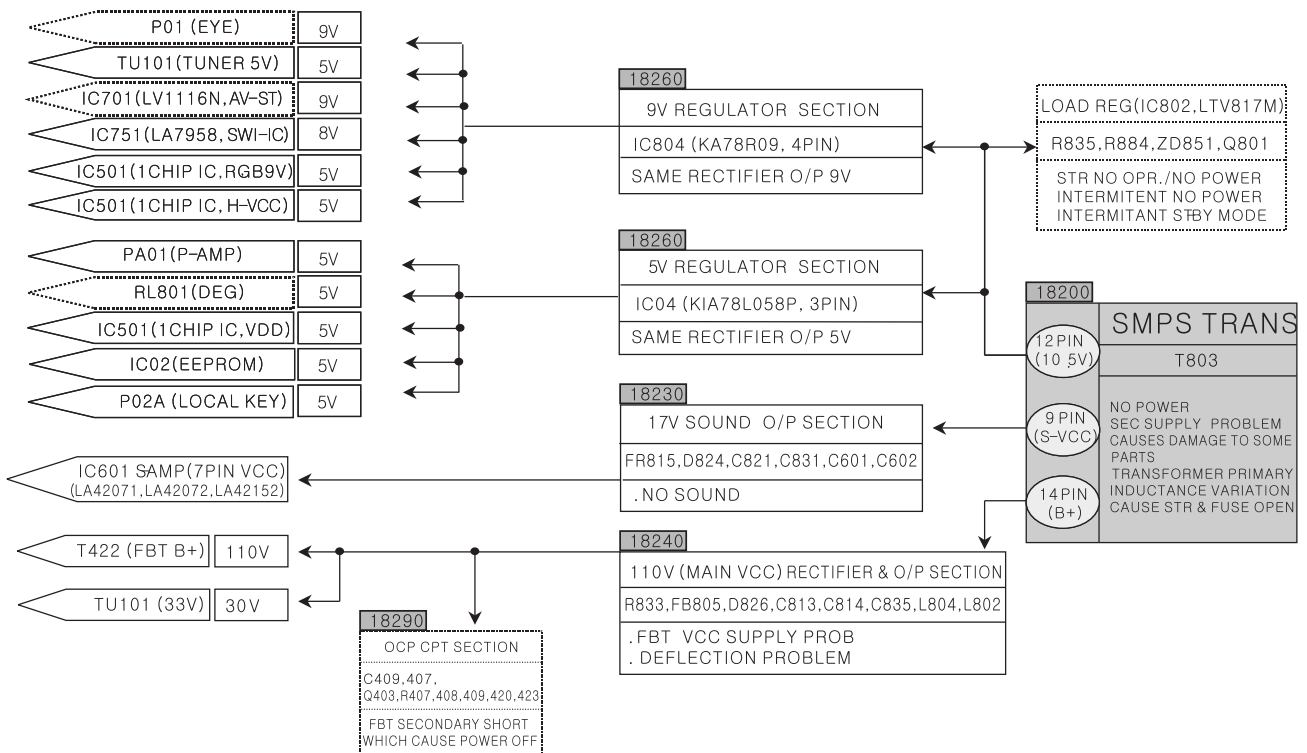 P01 (EYE) 9V
TU101(TUNER 5V) 5V
IC701(LV1116N,AV-ST) 9V
IC751(LA7958, SWI-IC) 8V
IC501(1CHIP IC,RGB9V) 5V
IC501(1CHIP IC, H-VCC) 5V
PA01(P-AMP) 5V
RL801(DEG) 5V
IC501(1CHIP IC,VDD) 5V
IC02(EEPROM) 5V
P02A (LOCAL KEY) 5V
IC601 S-AMP(7PIN VCC)
(LA42071,LA42072,LA42152)
T422 (FBT B+) 110V
TU101 (33V) 30V
18260
9V REGULATOR SECTION
IC804 (KA78R09, 4PIN)
SAME RECTIFIER O/P 9V
18260
5V REGULATOR SECTION
IC04 (KIA78L058P, 3PIN)
SAME RECTIFIER O/P 5V
18230
17V SOUND O/P SECTION
FR815,D824,C821,C831,C601,C602
.NO SOUND
18240
110V (MAIN VCC) RECTIFIER & O/P SECTION
R833,FB805,D826,C813,C814,C835,L804,L802
.FBT VCC SUPPLY PROB
. DEFLECTION PROBLEM
18290
OCP CPT SECTION
C409,407,
Q403,R407,408,409,420,423
FBT SECONDARY SHORT
WHICH CAUSE POWER OFF
LOAD REG(IC802,LTV817M)
R835,R884,ZD851,Q801
STR NO OPR./NO POWER
INTERMITENT NO POWER
INTERMITANT STBY MODE
18200
SMPS TRANS
T803
12PIN
(10.5V)
9 PIN
(S-VCC)
14PIN
(B+)
NO POWER
SEC SUPPLY PROBLEM
CAUSES DAMAGE TO SOME
PARTS
TRANSFORMER PRIMARY
INDUCTANCE VARIATION
CAUSE STR & FUSE OPEN